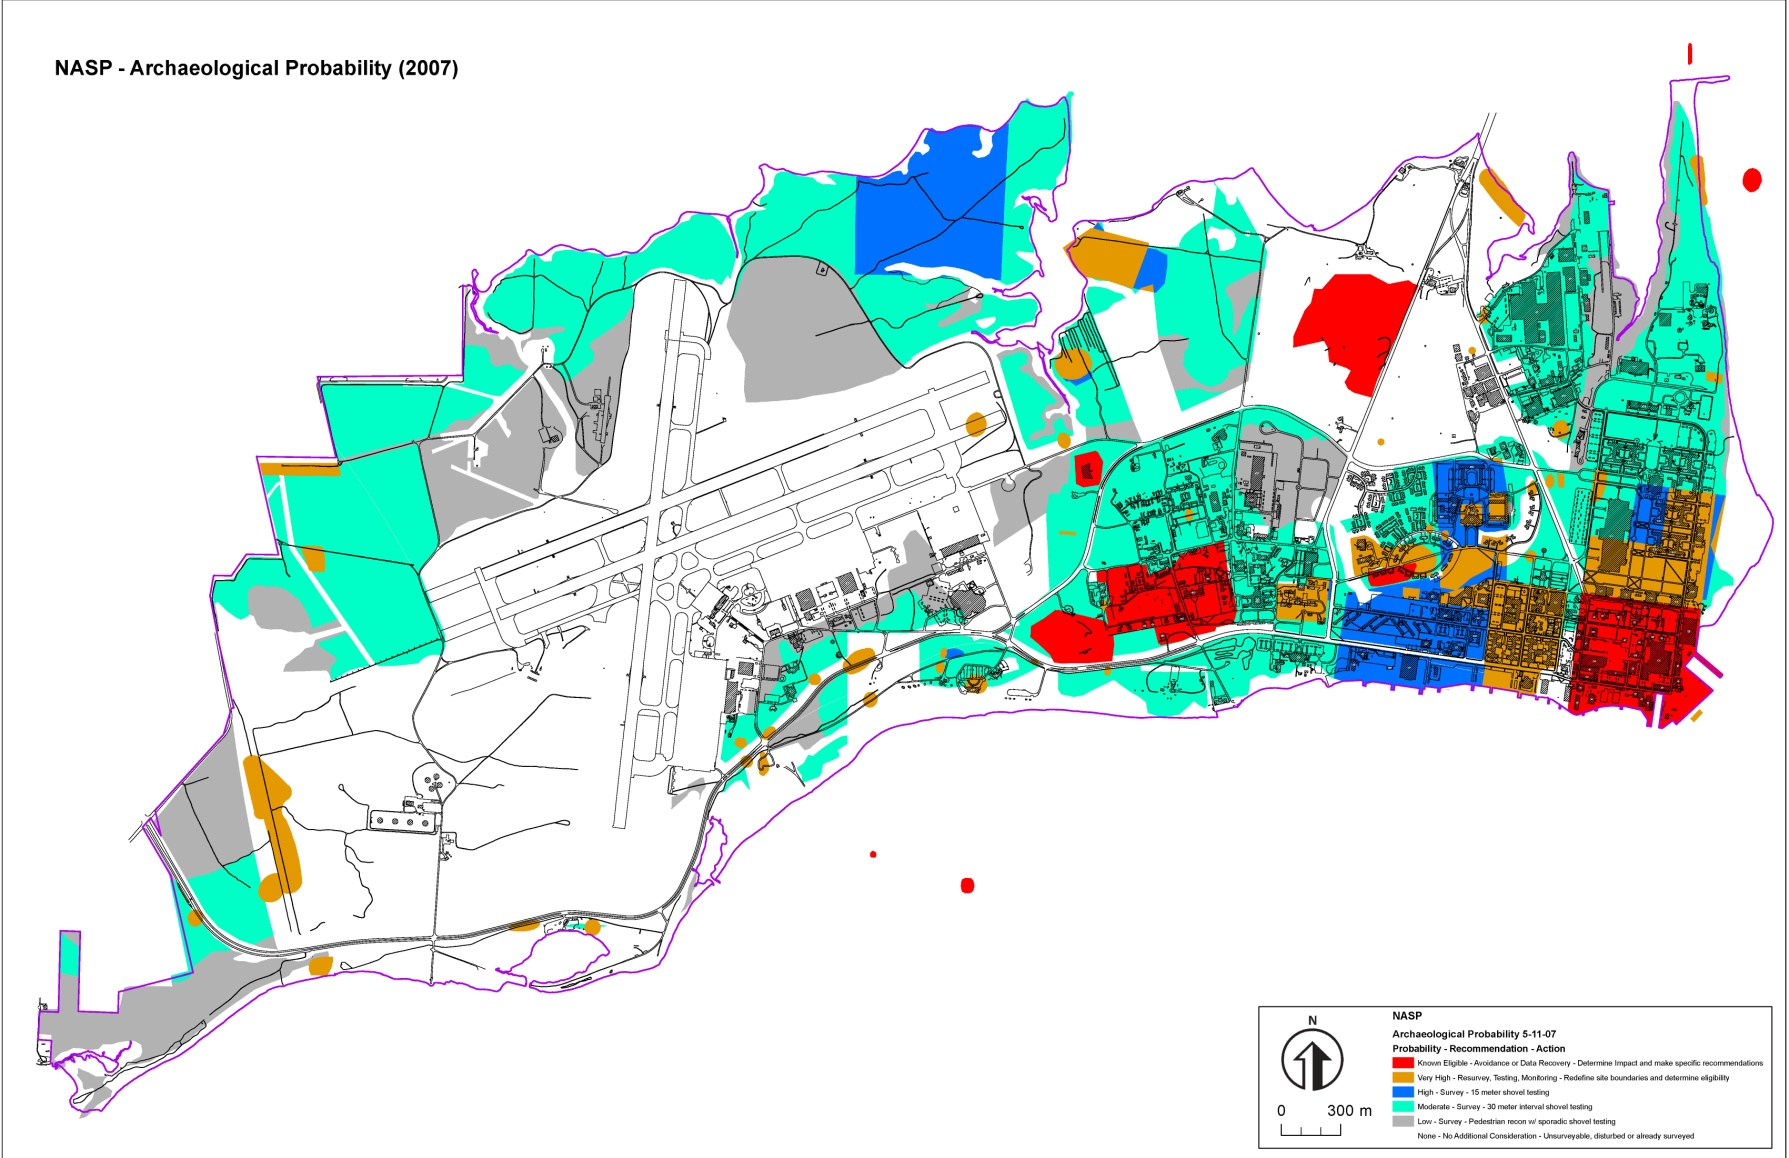 NASP - Archaeological Probability (2007)
N
0 300 m
NASP
Archaeological Probability 5-11-07
Probability - Recommendation - Action
Known Eligible - Avoidance or Data Recovery - Determine Impact and make specific recommendations
Very High - Resurvey, Testing, Monitoring - Redefine site boundaries and determine eligibility
High - Survey - 15 meter shovel testing
Moderate - Survey - 30 meter interval shovel testing
Low - Survey - Pedestrian recon w/ sporadic shovel testing
None - No Additional Consideration - Unsurveyable, disturbed or already surveyed